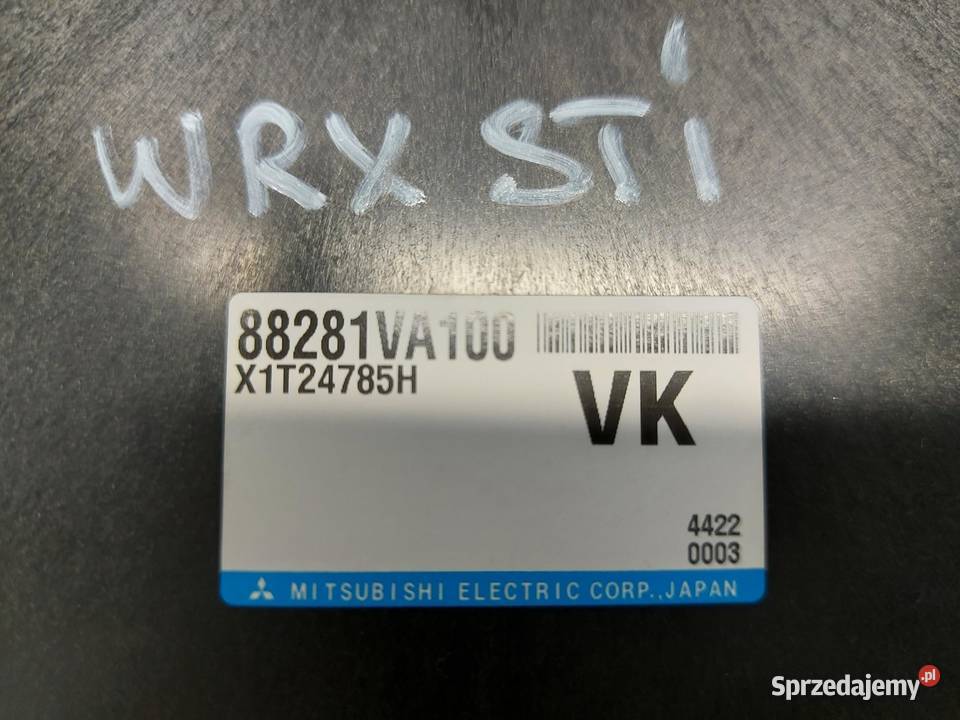 WRX STi
88281VA100
X1T24785H
VK
4422
0003
MITSUBISHI ELECTRIC CORP.,JAPAN
Sprzedajemy.pl